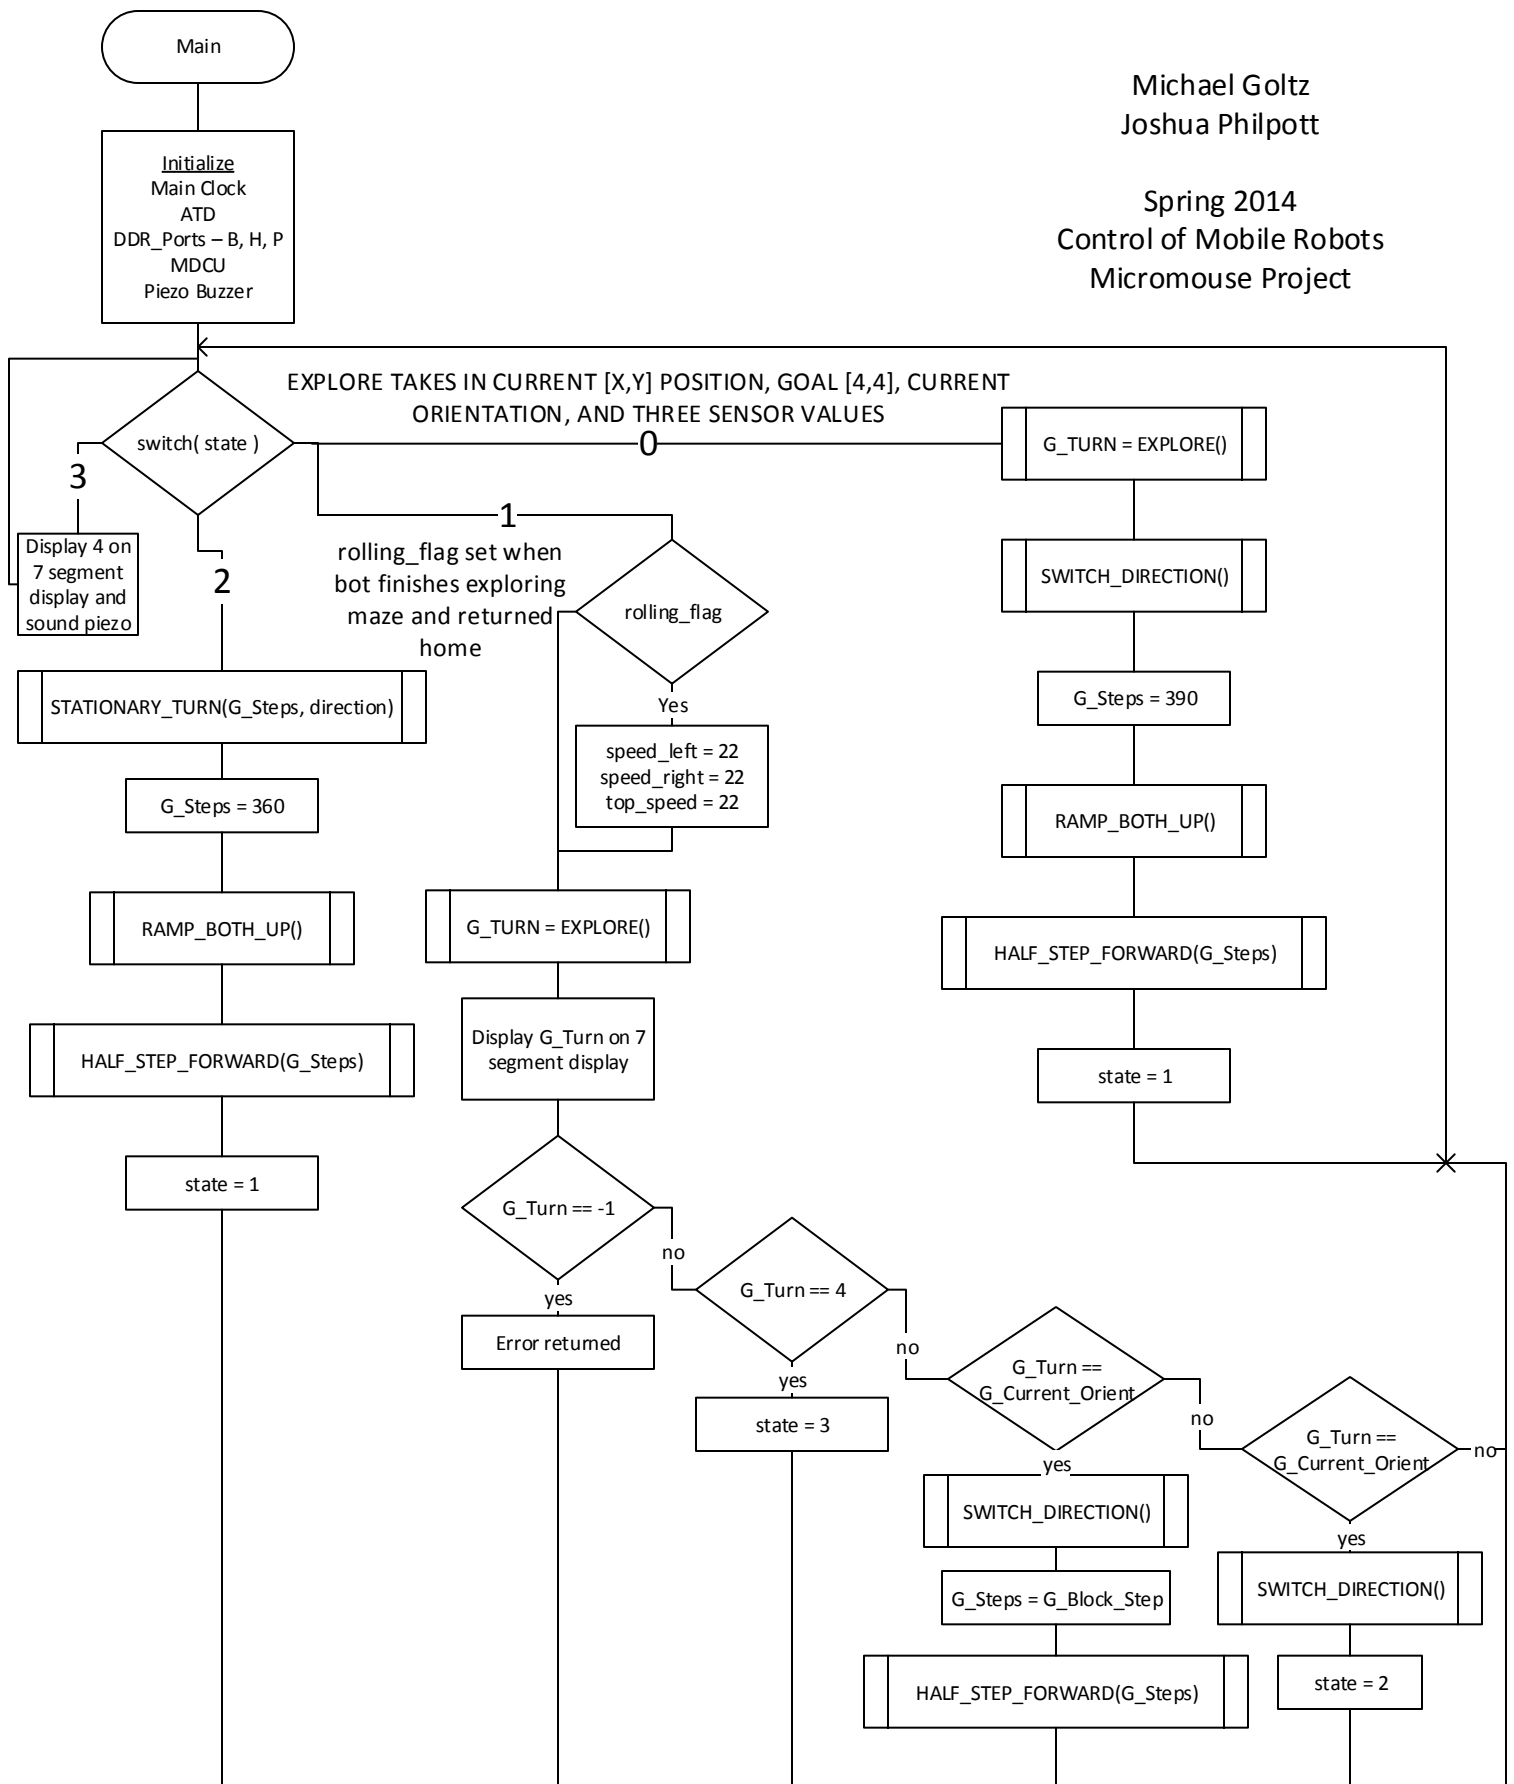 Main
Michael Goltz
Joshua Philpott
Spring 2014
Control of Mobile Robots
Micromouse Project
Initialize
Main Clock
ATD
DDR_Ports – B, H, P
MDCU
Piezo Buzzer
EXPLORE TAKES IN CURRENT [X,Y] POSITION, GOAL [4,4], CURRENT
ORIENTATION, AND THREE SENSOR VALUES
switch( state )
0
1
2
3
Display 4 on
7 segment
display and
sound piezo
STATIONARY_TURN(G_Steps, direction)
G_Steps = 360
RAMP_BOTH_UP()
HALF_STEP_FORWARD(G_Steps)
state = 1
rolling_flag set when
bot finishes exploring
maze and returned
home
rolling_flag
Yes
speed_left = 22
speed_right = 22
top_speed = 22
G_TURN = EXPLORE()
Display G_Turn on 7
segment display
G_Turn == -1
yes
Error returned
no
G_Turn == 4
yes
state = 3
no
G_Turn ==
G_Current_Orient
yes
SWITCH_DIRECTION()
G_Steps = G_Block_Step
HALF_STEP_FORWARD(G_Steps)
no
G_Turn ==
G_Current_Orient
no
yes
SWITCH_DIRECTION()
state = 2
G_TURN = EXPLORE()
SWITCH_DIRECTION()
G_Steps = 390
RAMP_BOTH_UP()
HALF_STEP_FORWARD(G_Steps)
state = 1